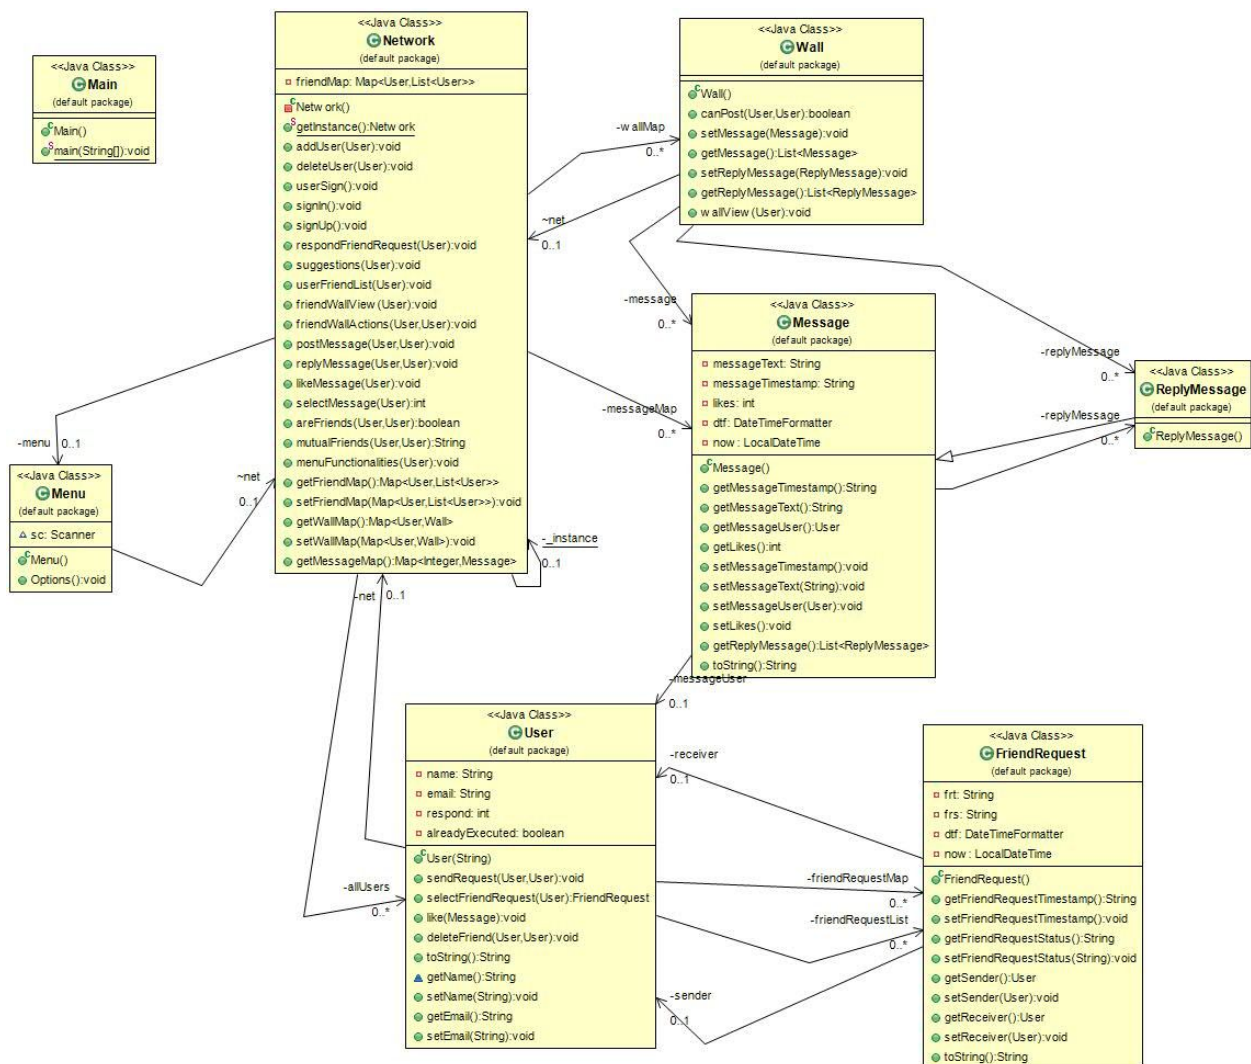 <<Java Class>>
Main
(default package)
Main()
main(String[]):void
<<Java Class>>
Network
(default package)
friendMap: Map<User,List<User>>
Network()
getInstance():Network
addUser(User):void
deleteUser(User):void
userSign():void
signIn():void
signUp():void
respondFriendRequest(User):void
suggestions(User):void
userFriendList(User):void
friendWallView(User):void
friendWallActions(User,User):void
postMessage(User,User):void
replyMessage(User,User):void
likeMessage(User):void
selectMessage(User):int
areFriends(User,User):boolean
mutualFriends(User,User):String
menuFunctionalities(User):void
getFriendMap():Map<User,List<User>>
setFriendMap(Map<User,List<User>>):void
getWallMap():Map<User,Wall>
setWallMap(Map<User,Wall>):void
getMessageMap():Map<Integer,Message>
<<Java Class>>
Wall
(default package)
Wall()
canPost(User,User):boolean
setMessage(Message):void
getMessage():List<Message>
setReplyMessage(ReplyMessage):void
getReplyMessage():List<ReplyMessage>
wallView(User):void
-wallMap
0..*
~net
0..1
-message
0..*
-replyMessage
0..*
-messageMap
0..*
-replyMessage
0..*
<<Java Class>>
Message
(default package)
messageText: String
messageTimestamp: String
likes: int
dtf: DateTimeFormatter
now: LocalDateTime
Message()
getMessageTimestamp():String
getMessageText():String
getMessageUser():User
getLikes():int
setMessageTimestamp():void
setMessageText(String):void
setMessageUser(User):void
setLikes():void
getReplyMessage():List<ReplyMessage>
toString():String
<<Java Class>>
ReplyMessage
(default package)
ReplyMessage()
-menu
0..1
<<Java Class>>
Menu
(default package)
sc: Scanner
Menu()
Options():void
~net
0..1
-_instance
0..1
-net
0..1
-messageUser
0..1
-allUsers
0..*
<<Java Class>>
User
(default package)
name: String
email: String
respond: int
alreadyExecuted: boolean
User(String)
sendRequest(User,User):void
selectFriendRequest(User):FriendRequest
like(Message):void
deleteFriend(User,User):void
toString():String
getName():String
setName(String):void
getEmail():String
setEmail(String):void
-receiver
0..1
-friendRequestMap
0..*
-friendRequestList
0..*
-sender
0..1
<<Java Class>>
FriendRequest
(default package)
frt: String
frs: String
dtf: DateTimeFormatter
now: LocalDateTime
FriendRequest()
getFriendRequestTimestamp():String
setFriendRequestTimestamp():void
getFriendRequestStatus():String
setFriendRequestStatus(String):void
getSender():User
setSender(User):void
getReceiver():User
setReceiver(User):void
toString():String